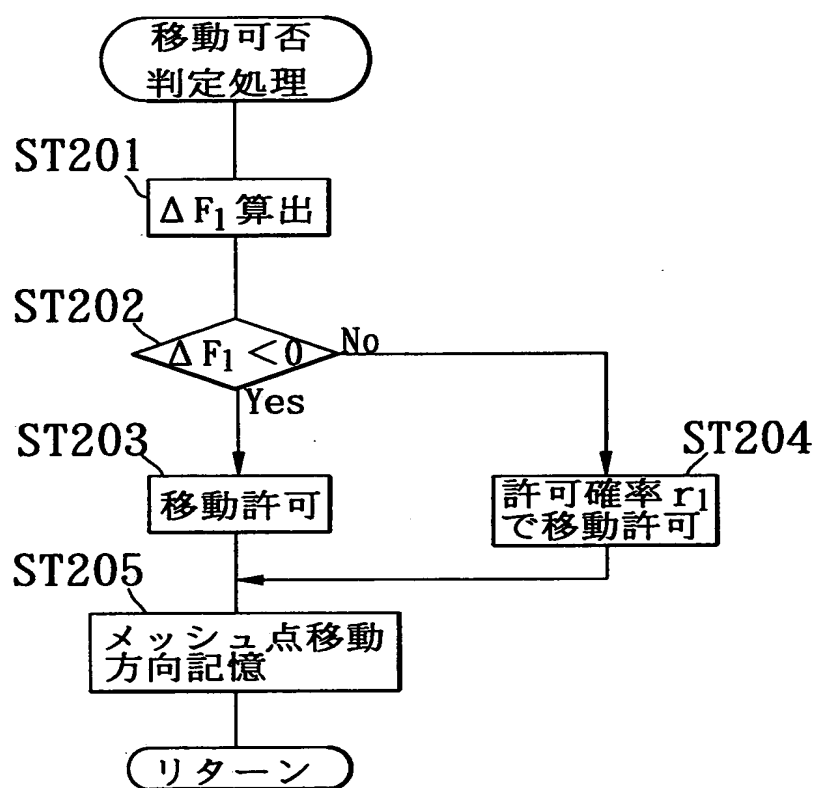 移動可否
判定処理
ST201
ΔF1算出
ST202
ΔF1<0
No
Yes
ST203
移動許可
ST204
許可確率r1
で移動許可
ST205
メッシュ点移動
方向記憶
リターン